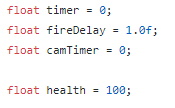 float timer = 0;
float fireDelay = 1.0f;
float camTimer = 0;
float health = 100;